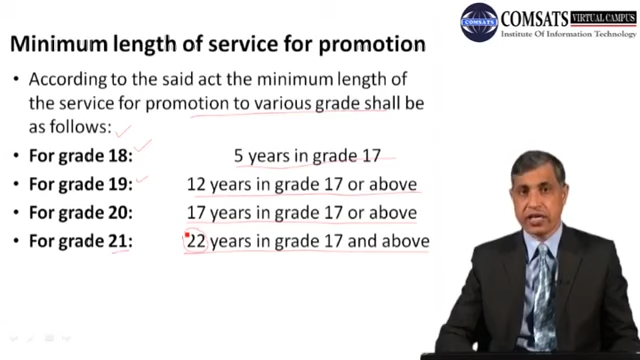 COMSATS VIRTUAL CAMPUS
Institute Of Information Technology
Minimum length of service for promotion
• According to the said act the minimum length of
the service for promotion to various grade shall be
as follows:
• For grade 18: 5 years in grade 17
• For grade 19: 12 years in grade 17 or above
• For grade 20: 17 years in grade 17 or above
• For grade 21: 22 years in grade 17 and above